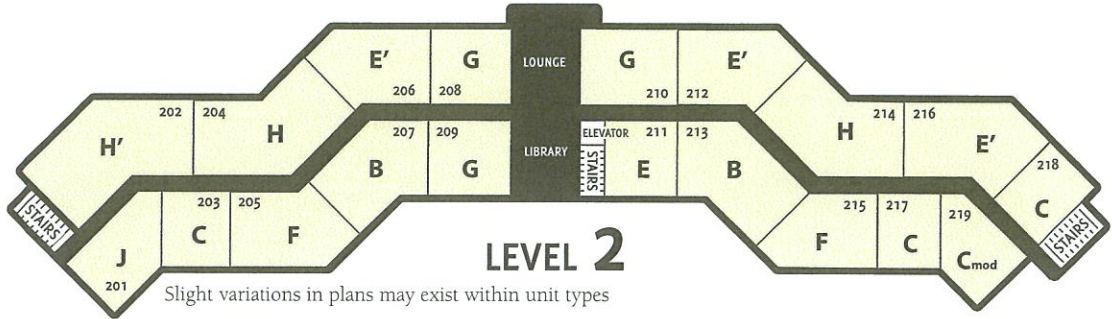 LOUNGE
E′
G
G
E′
206
208
210
212
202
204
214
216
H′
H
H
E′
207
209
ELEVATOR
211
213
218
LIBRARY
STAIRS
B
G
E
B
203
205
215
217
219
C
STAIRS
STAIRS
J
C
F
F
C
Cmod
201
LEVEL 2
Slight variations in plans may exist within unit types